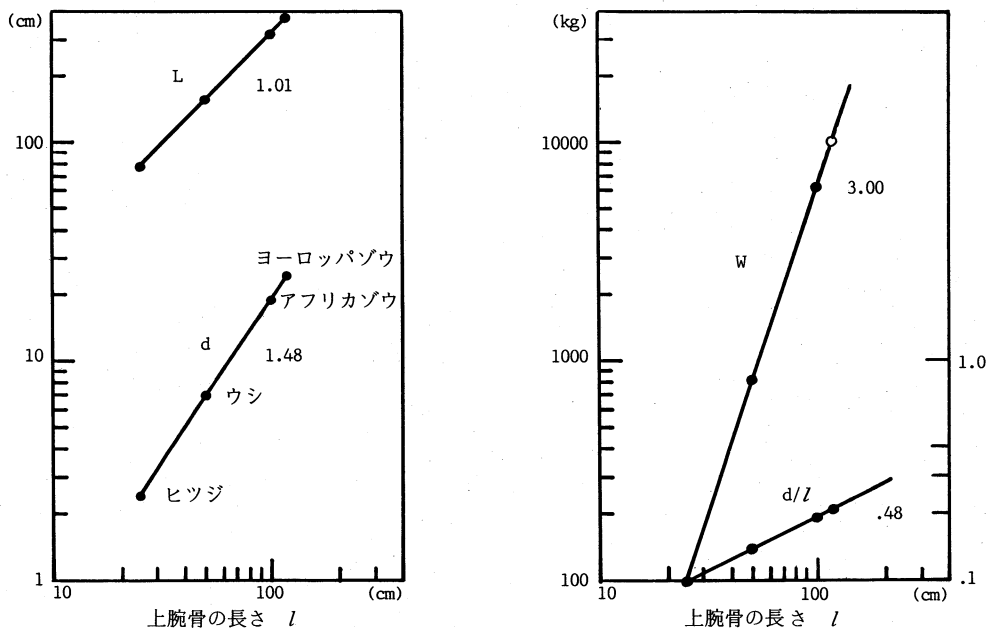 (cm)
L
1.01
100
ヨーロッパゾウ
アフリカゾウ
d
1.48
10
ウシ
ヒツジ
1
10
100
(cm)
上腕骨の長さ l
(kg)
10000
3.00
W
1000
1.0
d/l
.48
100
.1
10
100
(cm)
上腕骨の長さ l